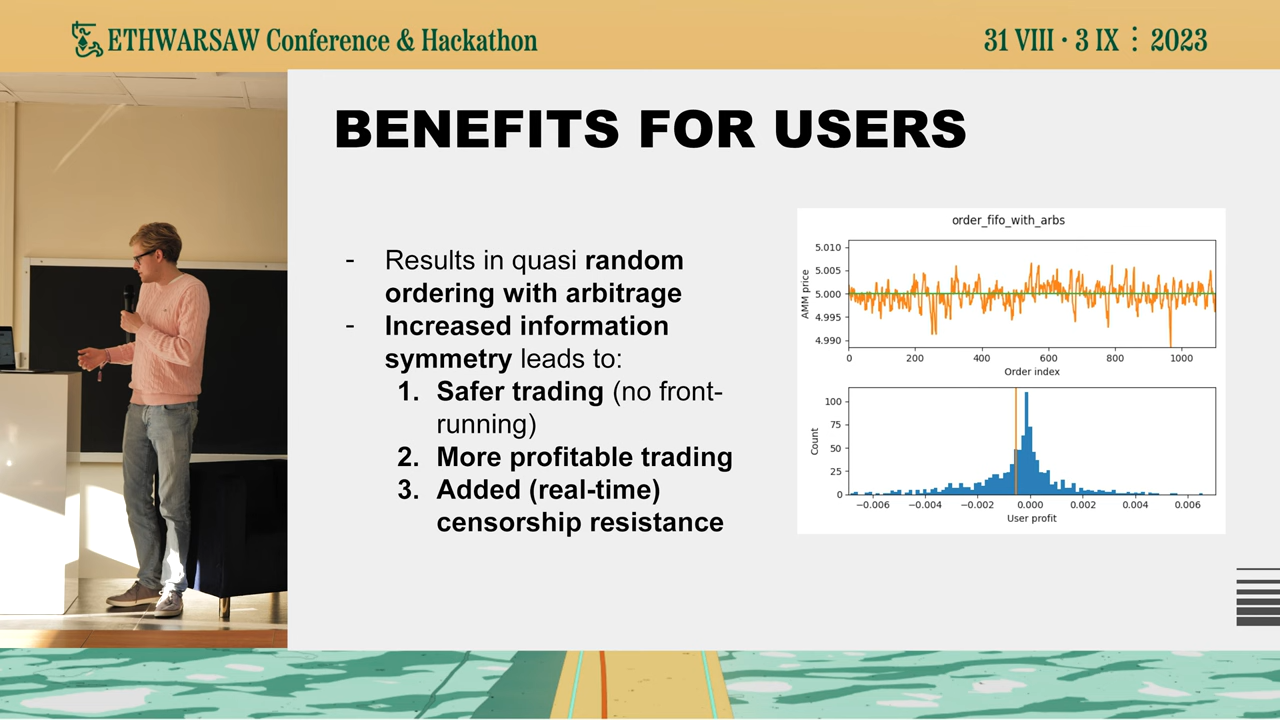 ETHWARSAW Conference & Hackathon
31 VIII · 3 IX ⋮ 2023
BENEFITS FOR USERS
- Results in quasi random
ordering with arbitrage
- Increased information
symmetry leads to:
1. Safer trading (no front-
running)
2. More profitable trading
3. Added (real-time)
censorship resistance
order_fifo_with_arbs
5.010
5.005
5.000
4.995
4.990
AMM price
0 200 400 600 800 1000
Order index
100
75
50
25
0
Count
−0.006 −0.004 −0.002 0.000 0.002 0.004 0.006
User profit